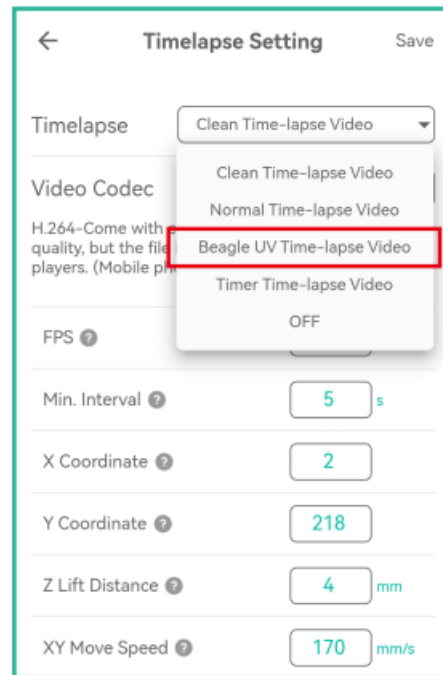 Timelapse Setting Save
Timelapse Clean Time-lapse Video
Clean Time-lapse Video
Video Codec
Normal Time-lapse Video
H.264-Come with
quality, but the file
Beagle UV Time-lapse Video
players. (Mobile
Timer Time-lapse Video
OFF
FPS ?
Min. Interval ? 5 s
X Coordinate ? 2
Y Coordinate ? 218
Z Lift Distance ? 4 mm
XY Move Speed ? 170 mm/s